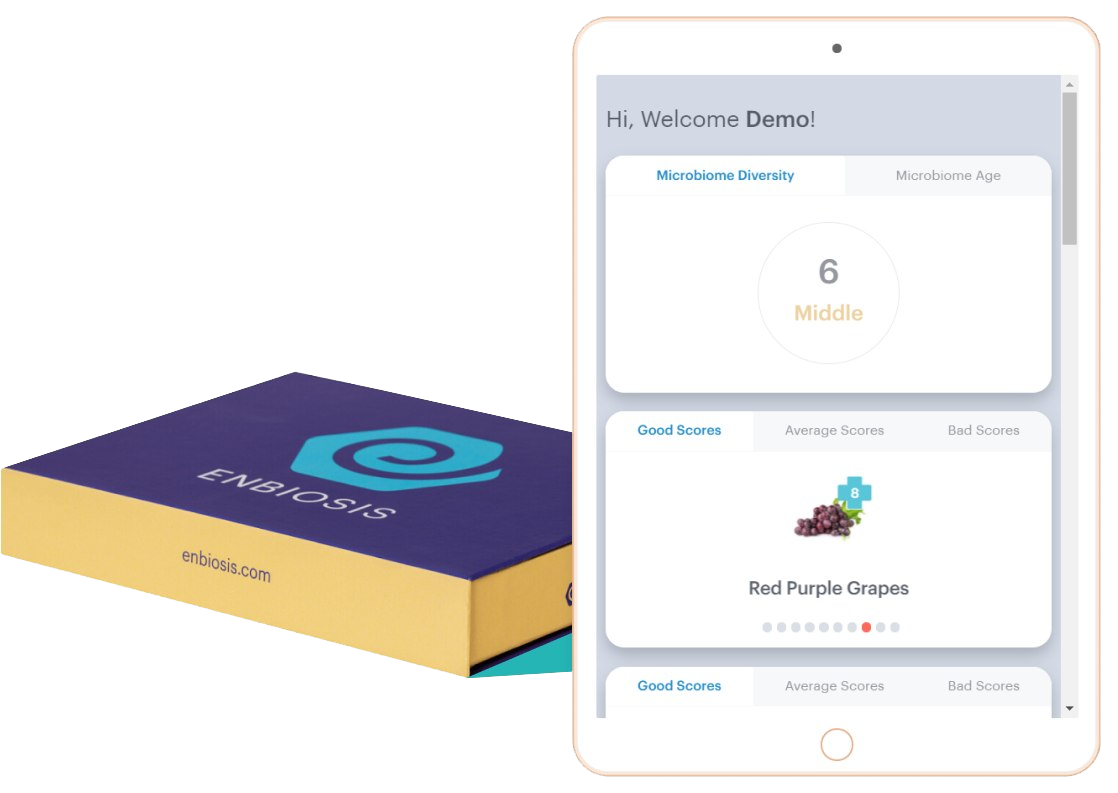 ENBIOSIS
enbiosis.com
Hi, Welcome Demo!
Microbiome Diversity
Microbiome Age
6
Middle
Good Scores
Average Scores
Bad Scores
8
Red Purple Grapes
Good Scores
Average Scores
Bad Scores